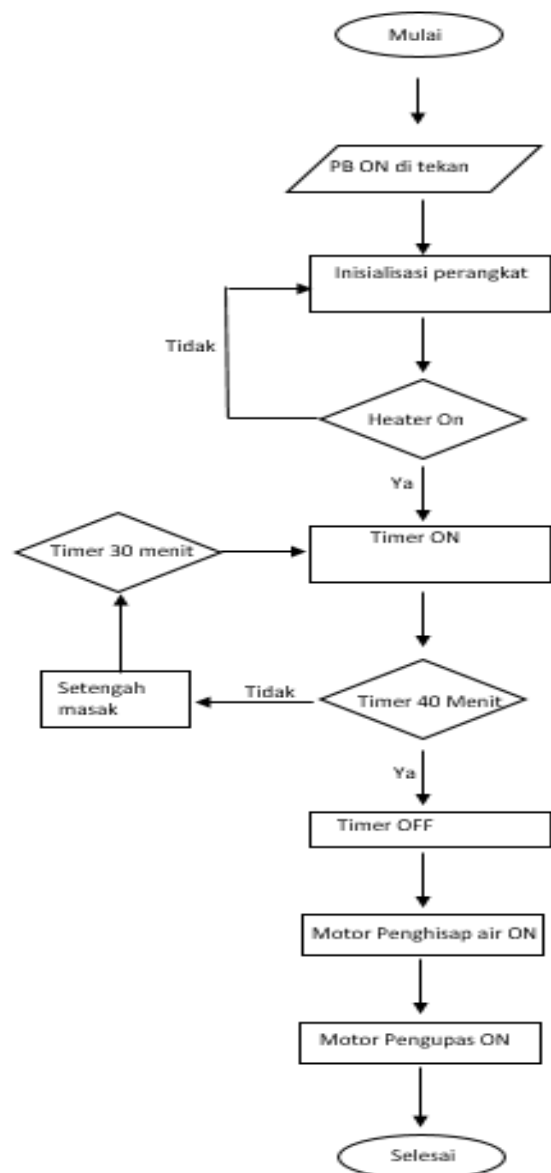 Mulai
PB ON di tekan
Inisialisasi perangkat
Tidak
Heater On
Ya
Timer ON
Timer 30 menit
Setengah
masak
Tidak
Timer 40 Menit
Ya
Timer OFF
Motor Penghisap air ON
Motor Pengupas ON
Selesai